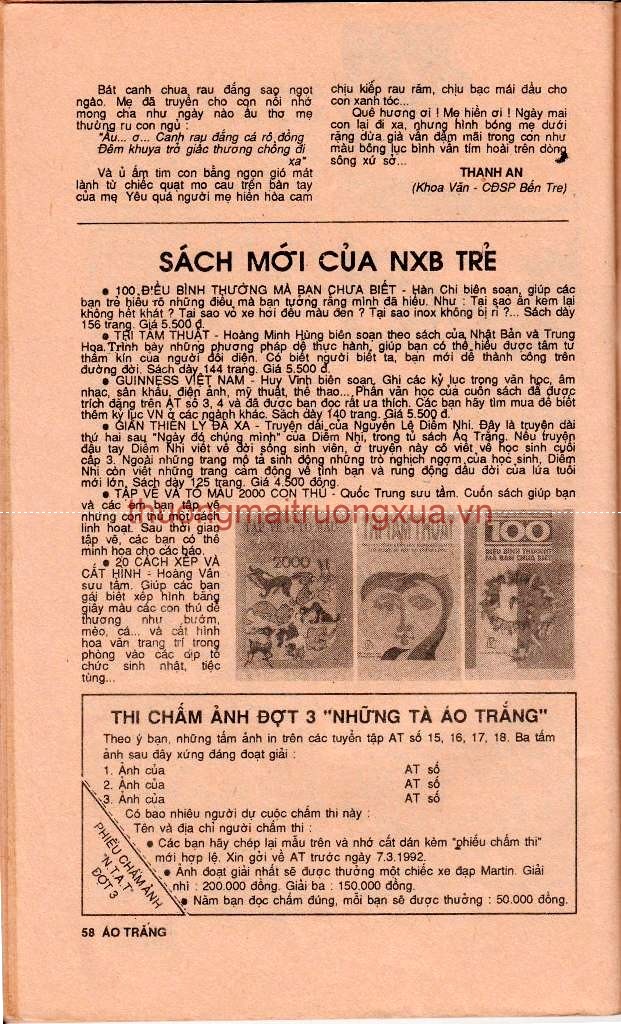 Bát canh chua rau đắng sao ngọt
ngào. Mẹ đã truyền cho con nỗi nhớ
mong cha như ngày nào ầu thơ mẹ
thường ru con ngủ :
"Ầu... ơ... Canh rau đắng cá rô đồng
Đêm khuya trở giấc thương chồng đi
xa"
Và ủ ấm tim con bằng ngọn gió mát
lành từ chiếc quạt mo cau trên bàn tay
của mẹ. Yêu quá người mẹ hiền hòa cam
chịu kiếp rau răm, chịu bạc mái đầu cho
con xanh tóc...
Quê hương ơi ! Mẹ hiền ơi ! Ngày mai
con lại đi xa, nhưng hình bóng mẹ dưới
rặng dừa già vẫn đậm mãi trong con như
màu bông lục bình vẫn tím hoài trên dòng
sông xứ sở...
THANH AN
(Khoa Văn - CĐSP Bến Tre)
SÁCH MỚI CỦA NXB TRẺ
● 100 ĐIỀU BÌNH THƯỜNG MÀ BẠN CHƯA BIẾT - Hàn Chi biên soạn, giúp các
bạn trẻ hiểu rõ những điều mà bạn tưởng rằng mình đã hiểu. Như : Tại sao ăn kem lại
không hết khát ? Tại sao vỏ xe hơi đều màu đen ? Tại sao inox không bị rỉ ?... Sách dày
156 trang. Giá 5.500 đ.
● TRI TÂM THUẬT - Hoàng Minh Hùng biên soạn theo sách của Nhật Bản và Trung
Hoa.Trình bày những phương pháp dễ thực hành, giúp bạn có thể hiểu được tâm tư
thầm kín của người đối diện. Có biết người biết ta, bạn mới dễ thành công trên
đường đời. Sách dày 144 trang. Giá 5.500 đ.
● GUINNESS VIỆT NAM - Huy Vĩnh biên soạn. Ghi các kỷ lục trong văn học, âm
nhạc, sân khấu, điện ảnh, mỹ thuật, thể thao... Phần văn học của cuốn sách đã được
trích đăng trên ÁT số 3, 4 và đã được bạn đọc rất ưa thích. Các bạn hãy tìm mua để biết
thêm kỷ lục VN ở các ngành khác. Sách dày 140 trang. Giá 5.500 đ.
● GIÀN THIÊN LÝ ĐÃ XA - Truyện dài của Nguyễn Lê Diễm Nhi. Đây là truyện dài
thứ hai sau "Ngày đó chúng mình" của Diễm Nhi, trong tủ sách Áo Trắng. Nếu truyện
đầu tay Diễm Nhi viết về đời sống sinh viên, ở truyện này cô viết về học sinh cuối
cấp 3. Ngoài những trang mô tả sinh động những trò nghịch ngợm của học sinh, Diễm
Nhi còn viết những trang cảm động về tình bạn và rung động đầu đời của lứa tuổi
mới lớn. Sách dày 125 trang. Giá 4.500 đồng.
● TẬP VẼ VÀ TÔ MÀU 2000 CON THÚ - Quốc Trung sưu tầm. Cuốn sách giúp bạn
và các em bạn tập vẽ
những con thú một cách
linh hoạt. Sau thời gian
tập vẽ, các bạn có thể
minh họa cho các báo.
● 20 CÁCH XẾP VÀ
CẮT HÌNH - Hoàng Vân
sưu tầm. Giúp các bạn
gái biết xếp hình bằng
giấy màu các con thú dễ
thương như bướm,
mèo, cá... và cắt hình
hoa văn trang trí trong
phòng vào các dịp tổ
chức sinh nhật, tiệc
tùng...
thuongmaitruongxua.vn
2000
TRI TÂM THUẬT
100
ĐIỀU BÌNH THƯỜNG
MÀ BẠN CHƯA BIẾT
THI CHẤM ẢNH ĐỢT 3 "NHỮNG TÀ ÁO TRẮNG"
Theo ý bạn, những tấm ảnh in trên các tuyển tập AT số 15, 16, 17, 18. Ba tấm
ảnh sau đây xứng đáng đoạt giải :
1. Ảnh của AT số
2. Ảnh của AT số
3. Ảnh của AT số
Có bao nhiêu người dự cuộc chấm thi này :
Tên và địa chỉ người chấm thi :
● Các bạn hãy chép lại mẫu trên và nhớ cắt dán kèm "phiếu chấm thi"
mới hợp lệ. Xin gởi về AT trước ngày 7.3.1992.
● Ảnh đoạt giải nhất sẽ được thưởng một chiếc xe đạp Martin. Giải
nhì : 200.000 đồng. Giải ba : 150.000 đồng.
● Năm bạn đọc chấm đúng, mỗi bạn sẽ được thưởng : 50.000 đồng.
PHIẾU CHẤM ẢNH
"N.T.A.T"
ĐỢT 3
58 ÁO TRẮNG